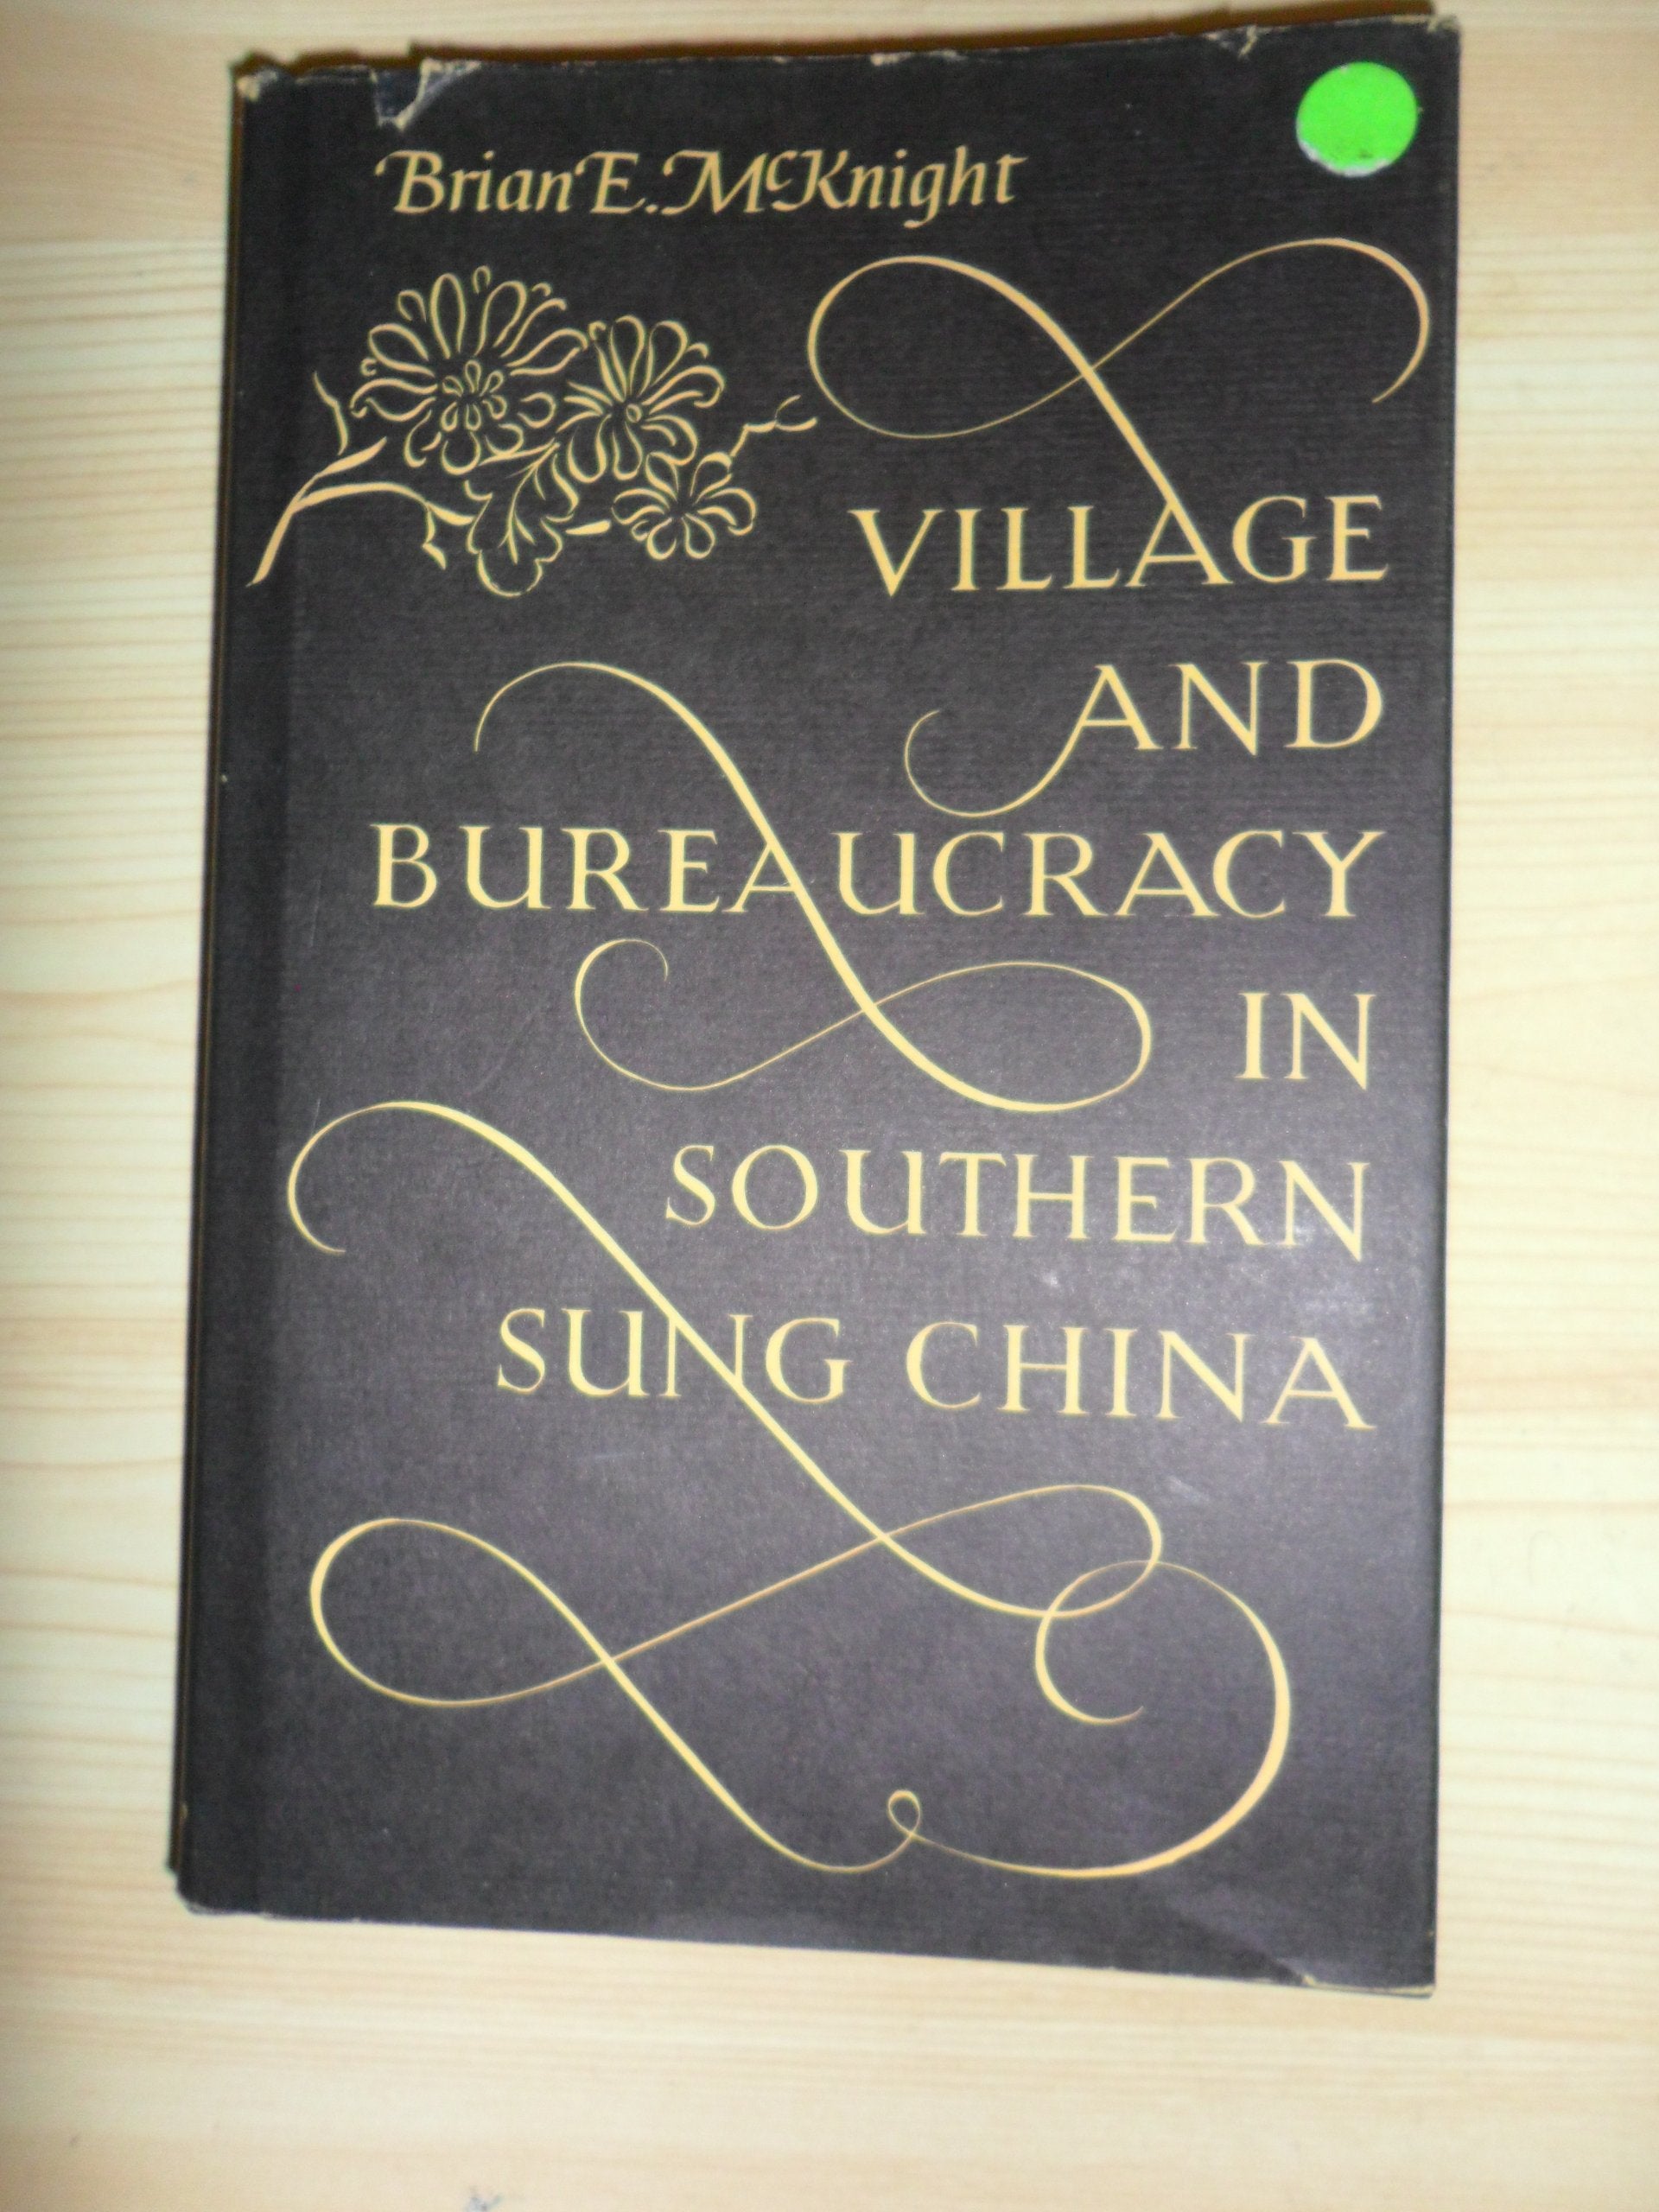 Brian E. McKnight
VILLAGE
AND
BUREAUCRACY
IN
SOUTHERN
SUNG CHINA